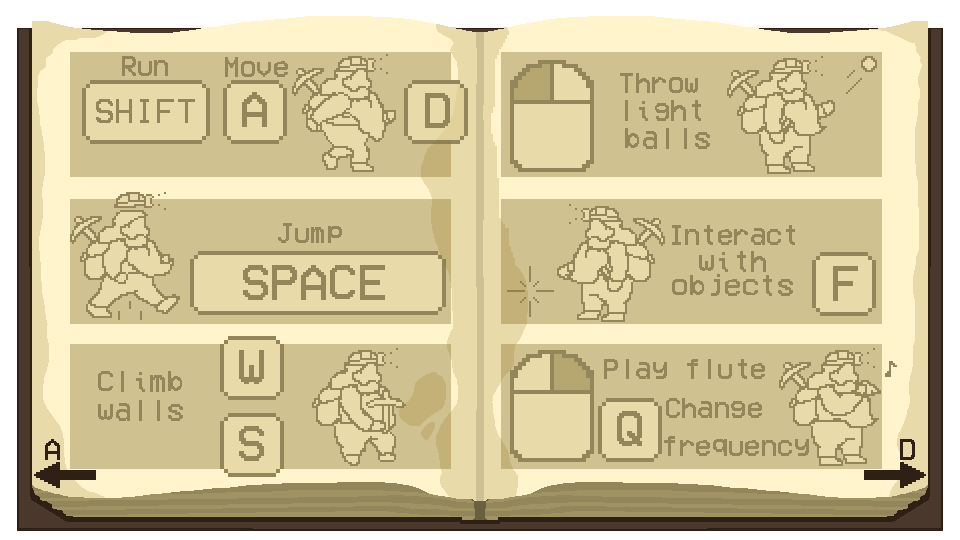 Run
Move
SHIFT
A
D
Jump
SPACE
Climb
walls
W
S
A
Throw
light
balls
Interact
with
objects
F
Play flute
Change
Q
frequency
D